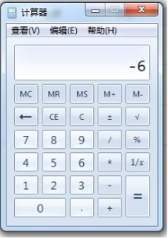 计算器
查看(V) 编辑(E) 帮助(H)
-6
MC MR MS M+ M-
← CE C ± √
7 8 9 / %
4 5 6 * 1/x
1 2 3 - =
0 . +